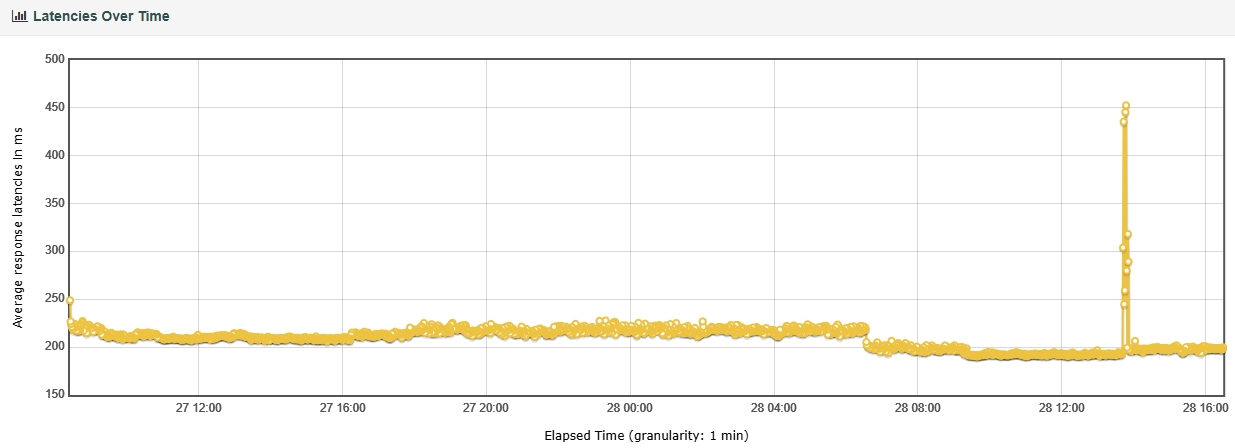 Latencies Over Time
500
450
400
350
300
250
200
150
Average response latencies in ms
27 12:00 27 16:00 27 20:00 28 00:00 28 04:00 28 08:00 28 12:00 28 16:00
Elapsed Time (granularity: 1 min)